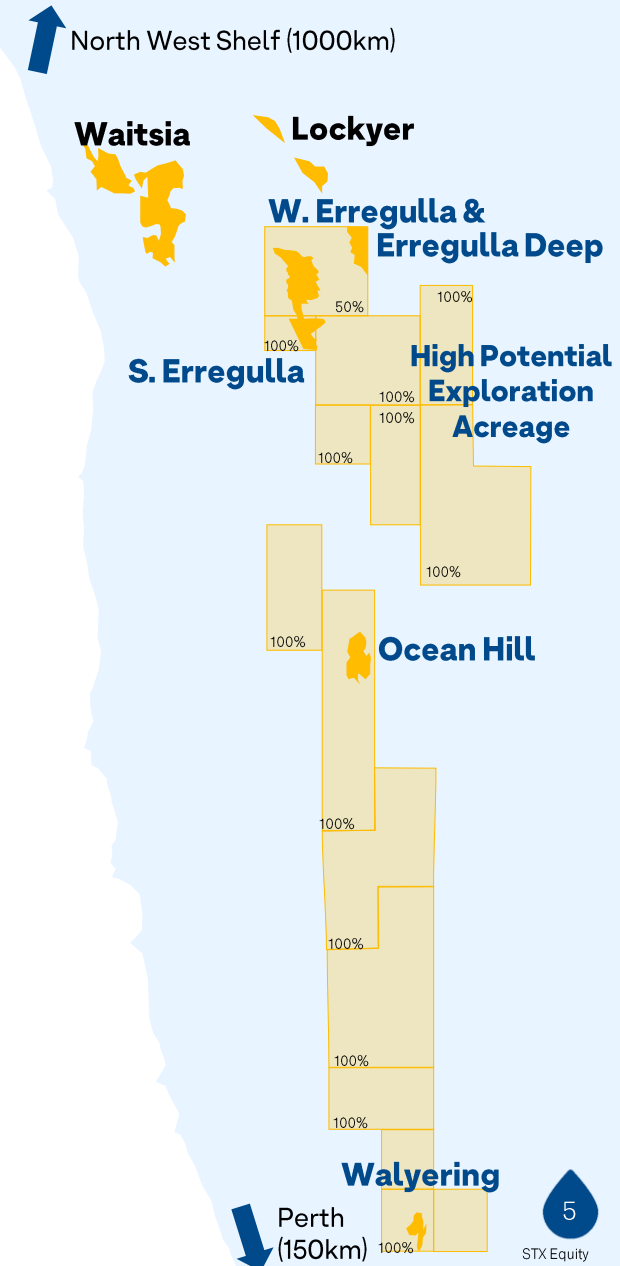 North West Shelf (1000km)
Waitsia
Lockyer
W. Erregulla &
Erregulla Deep
50%
100%
100%
S. Erregulla
High Potential
Exploration
Acreage
100%
100%
100%
100%
100%
Ocean Hill
100%
100%
100%
100%
Walyering
Perth
(150km)
100%
5
STX Equity